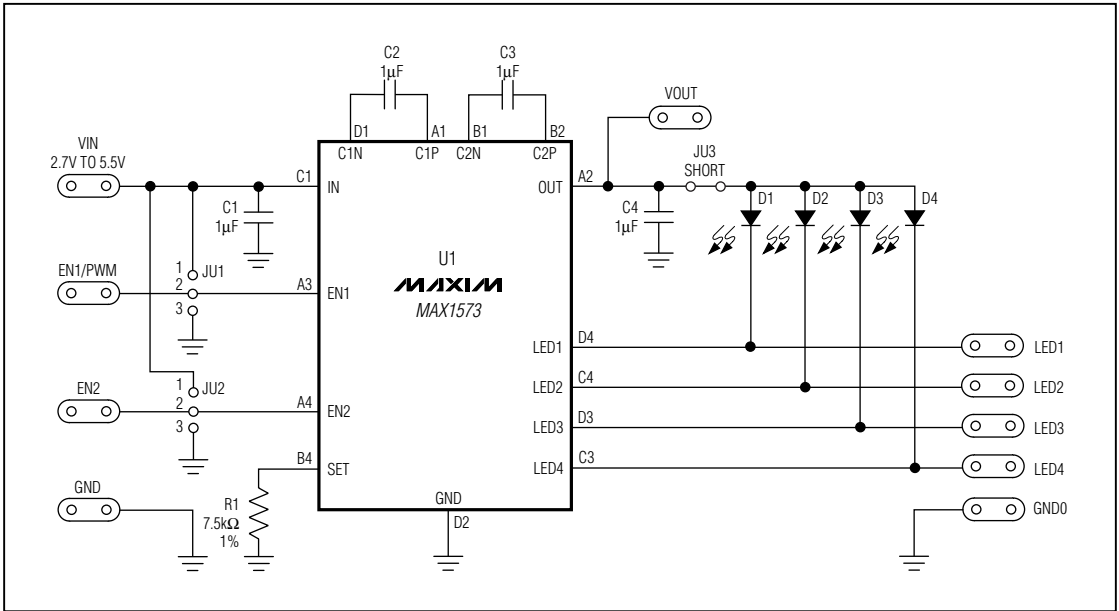 C2
1µF
C3
1µF
D1
A1
B1
B2
C1N
C1P
C2N
C2P
VOUT
VIN
2.7V TO 5.5V
C1
IN
OUT
A2
JU3
SHORT
C1
1µF
C4
1µF
D1
D2
D3
D4
EN1/PWM
1
2
3
JU1
A3
EN1
U1
MAXIM
MAX1573
LED1
D4
LED1
EN2
1
2
3
JU2
A4
EN2
LED2
C4
LED2
LED3
D3
LED3
B4
SET
LED4
C3
LED4
GND
R1
7.5kΩ
1%
GND
D2
GND0